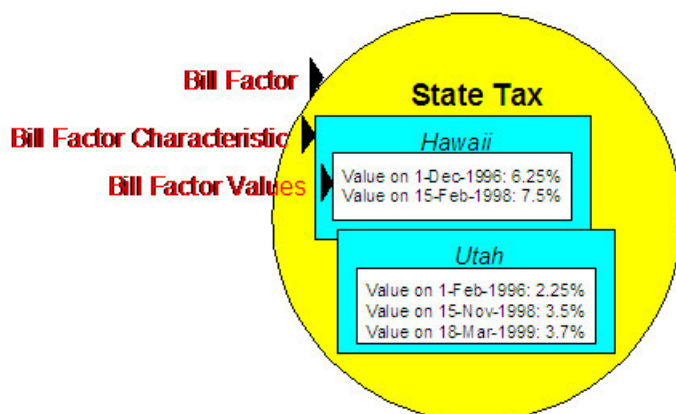 Bill Factor
State Tax
Bill Factor Characteristic
Hawaii
Bill Factor Values
Value on 1-Dec-1996: 6.25%
Value on 15-Feb-1998: 7.5%
Utah
Value on 1-Feb-1996: 2.25%
Value on 15-Nov-1998: 3.5%
Value on 18-Mar-1999: 3.7%